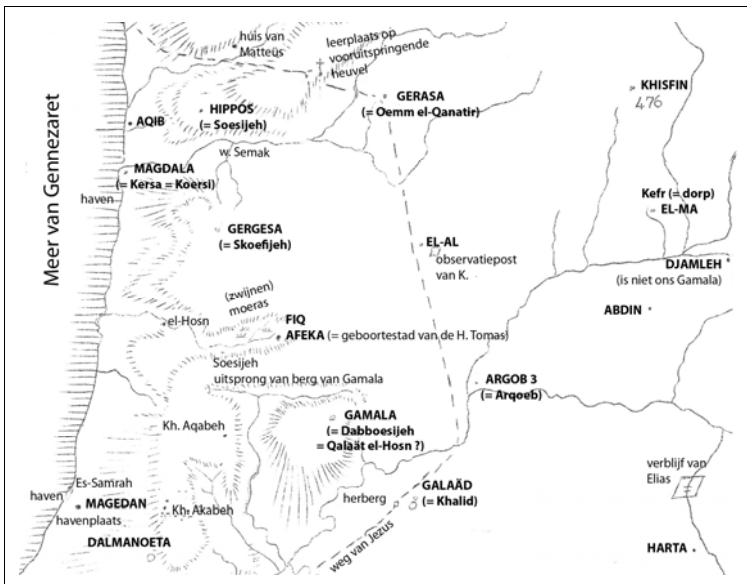 huis van
Matteüs
leerplaats op
vooruitspringende
heuvel
Meer van Gennezaret
HIPPOS
(= Soesijeh)
AQIB
GERASA
(= Oemm el-Qanatir)
KHISFIN
476
w. Semak
MAGDALA
(= Kersa = Koersi)
haven
Kefr (= dorp)
EL-MA
GERGESA
(= Skoefijeh)
EL-AL
observatiepost
van K.
DJAMLEH
(is niet ons Gamala)
(zwijnen)
moeras
ABDIN
el-Hosn
FIQ
AFEKA (= geboortestad van de H. Tomas)
Soesijeh
uitsprong van berg van Gamala
ARGOB 3
(= Arqoeb)
GAMALA
(= Dabboesijeh
= Qalaät el-Hosn ?)
Kh. Aqabeh
verblijf van
Elias
Es-Samrah
haven
MAGEDAN
havenplaats
Kh. Akabeh
herberg
GALAÄD
(= Khalid)
DALMANOETA
weg van Jezus
HARTA